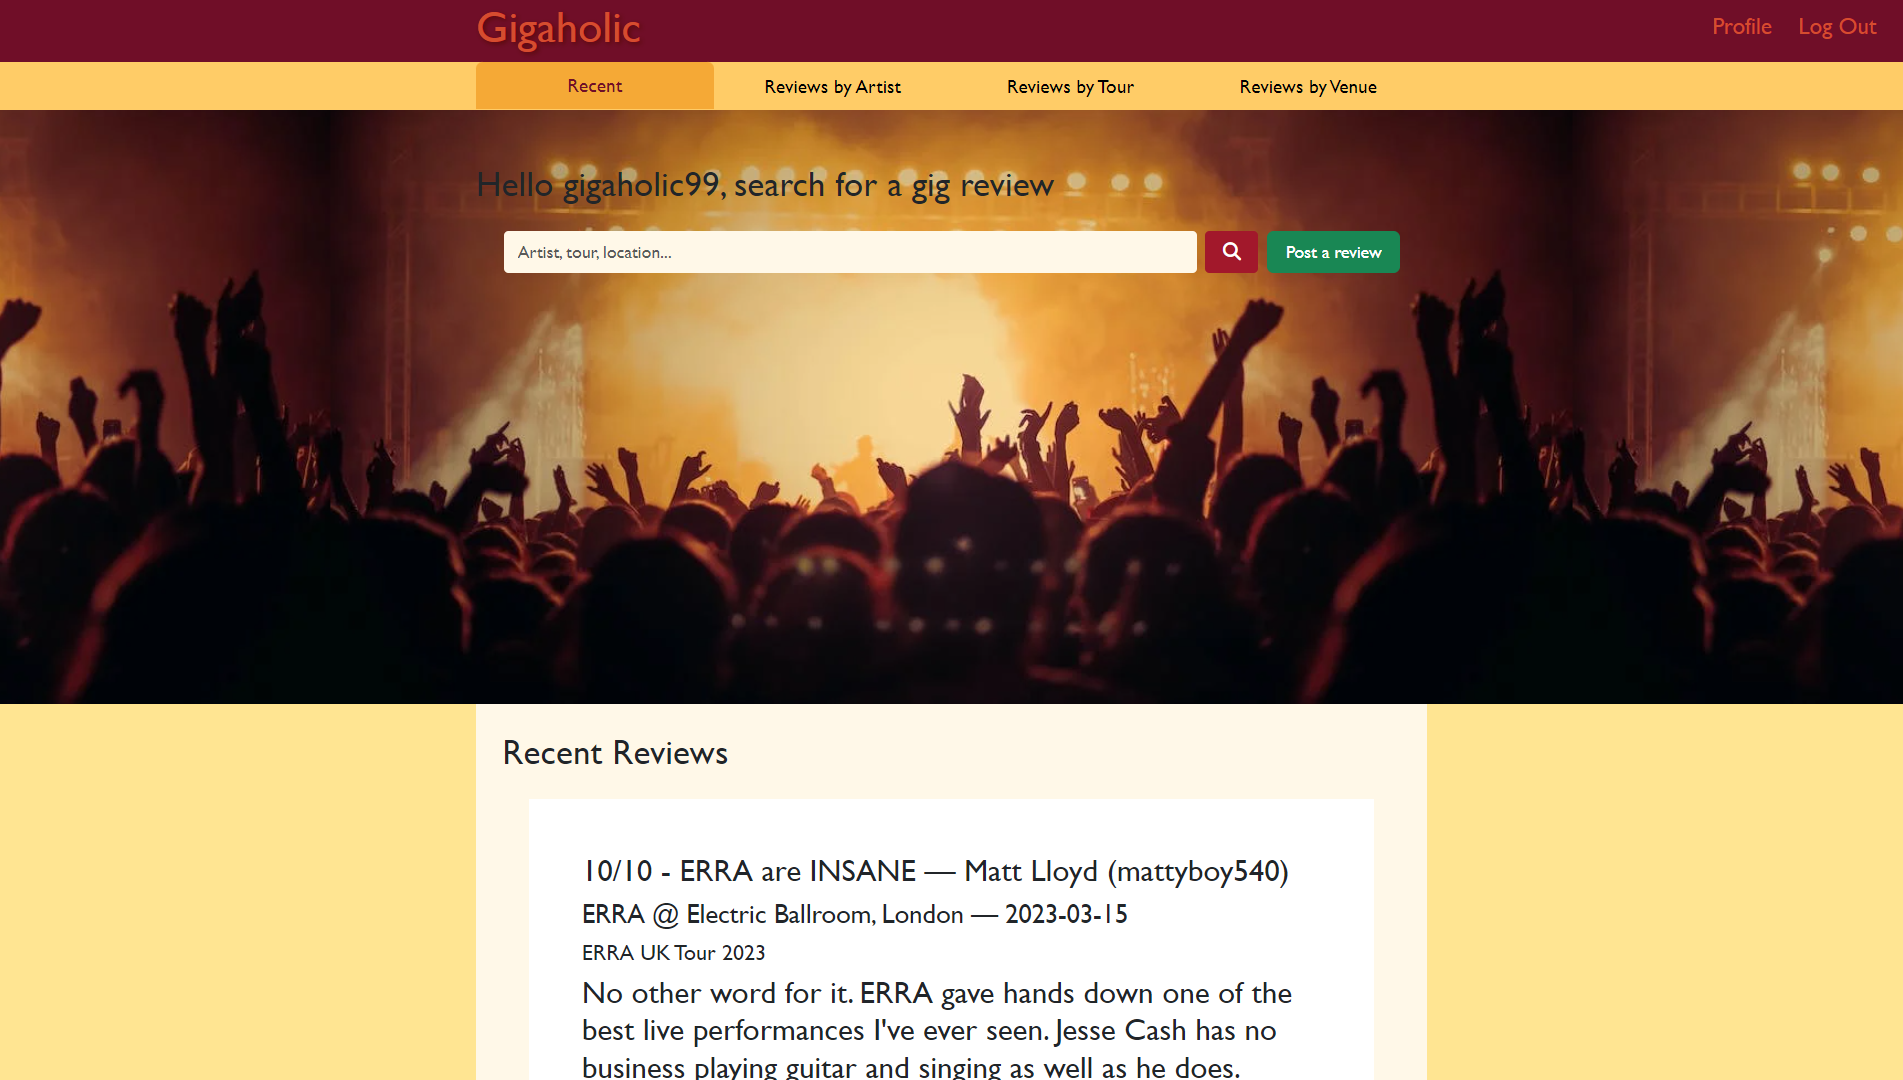 Gigaholic
Profile Log Out
Recent Reviews by Artist Reviews by Tour Reviews by Venue
Hello gigaholic99, search for a gig review
Artist, tour, location... Post a review
Recent Reviews
10/10 - ERRA are INSANE — Matt Lloyd (mattyboy540)
ERRA @ Electric Ballroom, London — 2023-03-15
ERRA UK Tour 2023
No other word for it. ERRA gave hands down one of the
best live performances I've ever seen. Jesse Cash has no
business playing guitar and singing as well as he does.